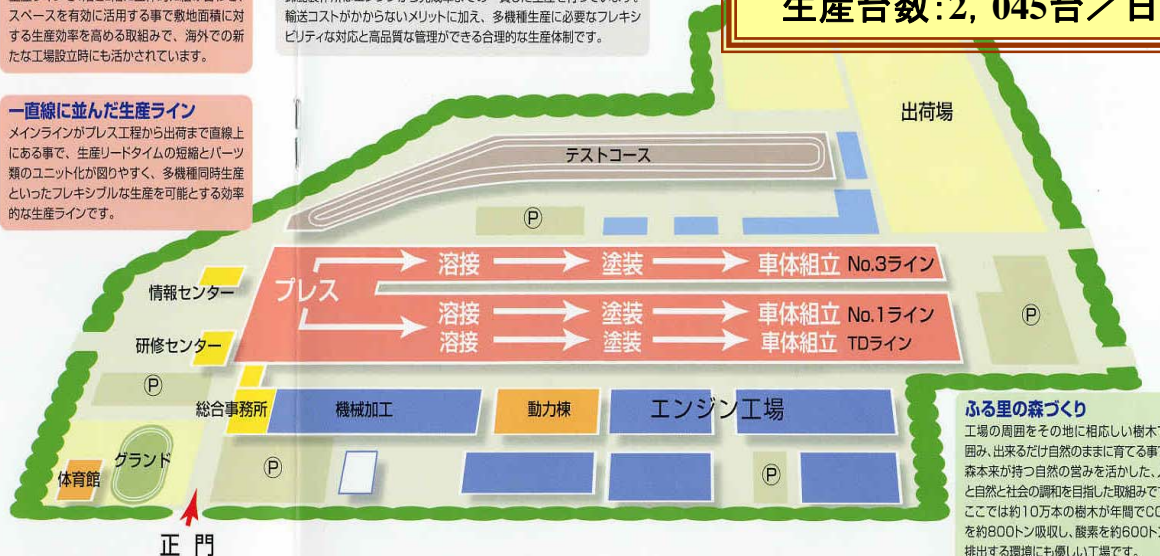 スペースを有効に活用する事で敷地面積に対
する生産効率を高める取組みで、海外での新
たな工場設立時にも活かされています。
輸送コストがかからないメリットに加え、多機種生産に必要なフレキシ
ビリティな対応と高品質な管理ができる合理的な生産体制です。
生産台数:2,045台/日
一直線に並んだ生産ライン
メインラインがプレス工程から出荷まで直線上
にある事で、生産リードタイムの短縮とパーツ
類のユニット化が図りやすく、多機種同時生産
といったフレキシブルな生産を可能とする効率
的な生産ラインです。
出荷場
テストコース
P
プレス
溶接 塗装 車体組立 No.3ライン
溶接 塗装 車体組立 No.1ライン
溶接 塗装 車体組立 TDライン
情報センター
研修センター
P
P
総合事務所
機械加工
動力棟
エンジン工場
グランド
体育館
P
P
正門
ふる里の森づくり
工場の周囲をその地に相応しい樹木で
囲み、出来るだけ自然のままに育てる事で
森本来が持つ自然の営みを活かした、
と自然と社会の調和を目指した取組みです
ここでは約10万本の樹木が年間でCO
を約800トン吸収し、酸素を約600トン
排出する環境にも優しい工場です。